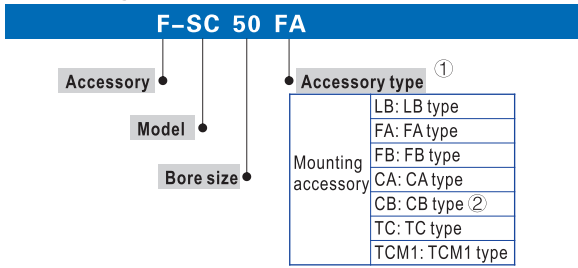 F-SC 50 FA
Accessory
Accessory type ①
Model
Bore size
Mounting accessory
LB: LB type
FA: FA type
FB: FB type
CA: CA type
CB: CB type ②
TC: TC type
TCM1: TCM1 type